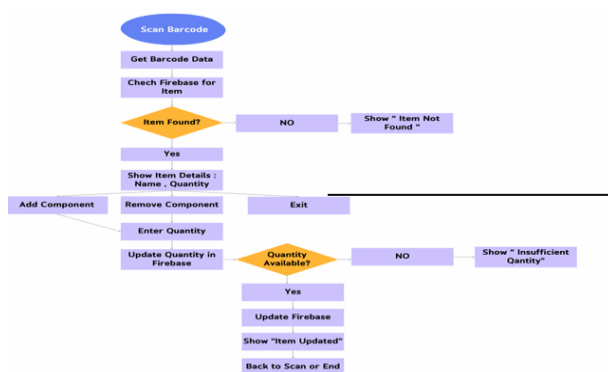 Scan Barcode
Get Barcode Data
Chech Firebase for
Item
Item Found?
NO
Show " Item Not
Found "
Yes
Show Item Details :
Name , Quantity
Add Component
Remove Component
Exit
Enter Quantity
Update Quantity in
Firebase
Quantity
Available?
NO
Show " Insufficient
Qantity"
Yes
Update Firebase
Show "Item Updated"
Back to Scan or End